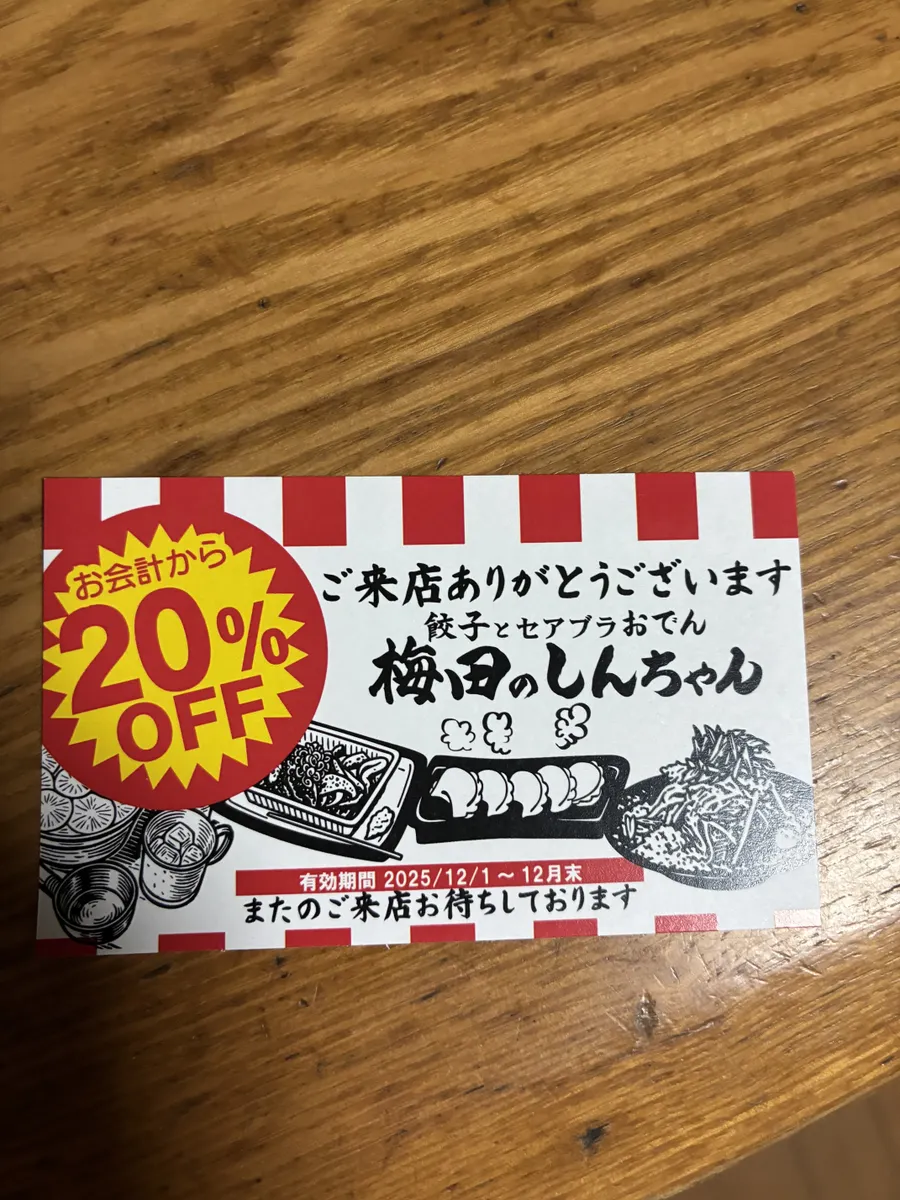 お会計から
20%
OFF
ご来店ありがとうございます
餃子とセアブラおでん
梅田のしんちゃん
有効期間 2025/12/1~12月末
またのご来店お待ちしております